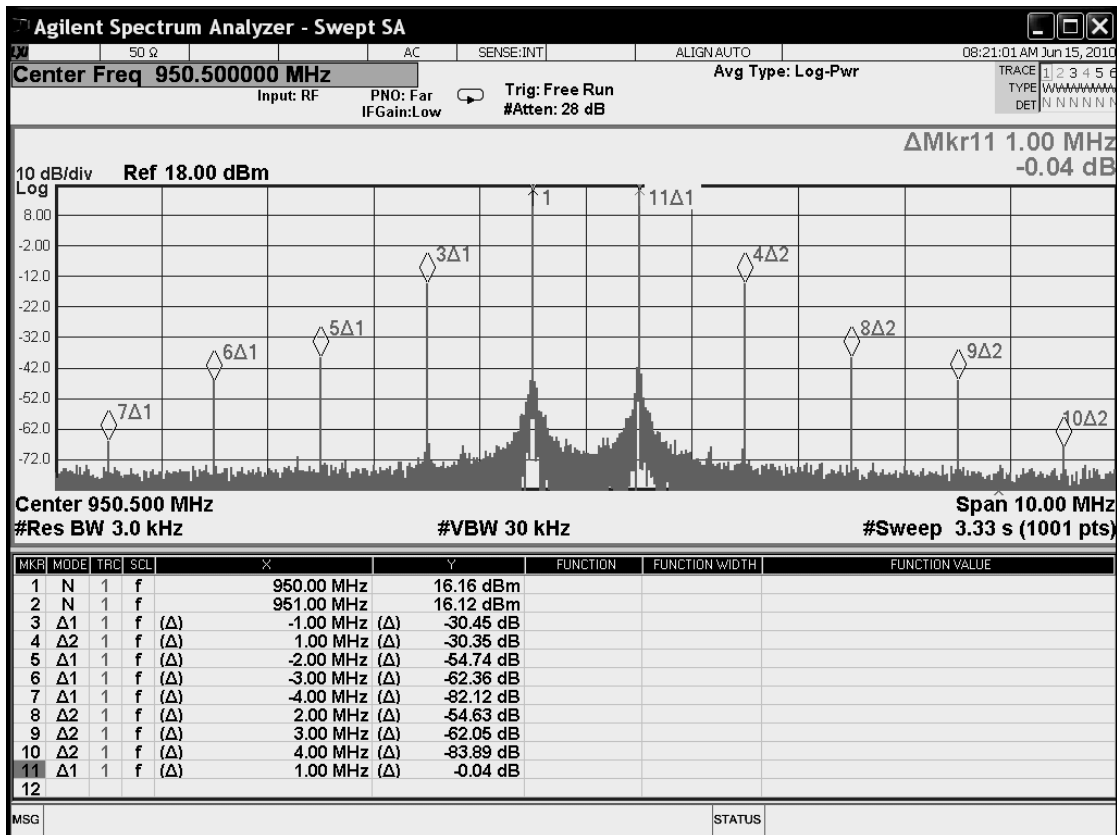 Agilent Spectrum Analyzer - Swept SA
LXI 50 Ω AC SENSE:INT ALIGN AUTO 08:21:01 AM Jun 15, 2010
Center Freq 950.500000 MHz Avg Type: Log-Pwr TRACE 1 2 3 4 5 6
Input: RF PNO: Far Trig: Free Run TYPE WWWWWW
IFGain:Low #Atten: 28 dB DET N N N N N N
ΔMkr11 1.00 MHz
-0.04 dB
10 dB/div Ref 18.00 dBm
Log
1 11Δ1
8.00
-2.00
3Δ1 4Δ2
-12.0
-22.0
-32.0
5Δ1 8Δ2
6Δ1 9Δ2
-42.0
-52.0
7Δ1 10Δ2
-62.0
-72.0
Center 950.500 MHz Span 10.00 MHz
#Res BW 3.0 kHz #VBW 30 kHz #Sweep 3.33 s (1001 pts)
MKR MODE TRC SCL X Y FUNCTION FUNCTION WIDTH FUNCTION VALUE
1 N 1 f 950.00 MHz 16.16 dBm
2 N 1 f 951.00 MHz 16.12 dBm
3 Δ1 1 f (Δ) -1.00 MHz (Δ) -30.45 dB
4 Δ2 1 f (Δ) 1.00 MHz (Δ) -30.35 dB
5 Δ1 1 f (Δ) -2.00 MHz (Δ) -54.74 dB
6 Δ1 1 f (Δ) -3.00 MHz (Δ) -62.36 dB
7 Δ1 1 f (Δ) -4.00 MHz (Δ) -82.12 dB
8 Δ2 1 f (Δ) 2.00 MHz (Δ) -54.63 dB
9 Δ2 1 f (Δ) 3.00 MHz (Δ) -62.05 dB
10 Δ2 1 f (Δ) 4.00 MHz (Δ) -83.89 dB
11 Δ1 1 f (Δ) 1.00 MHz (Δ) -0.04 dB
12
MSG STATUS